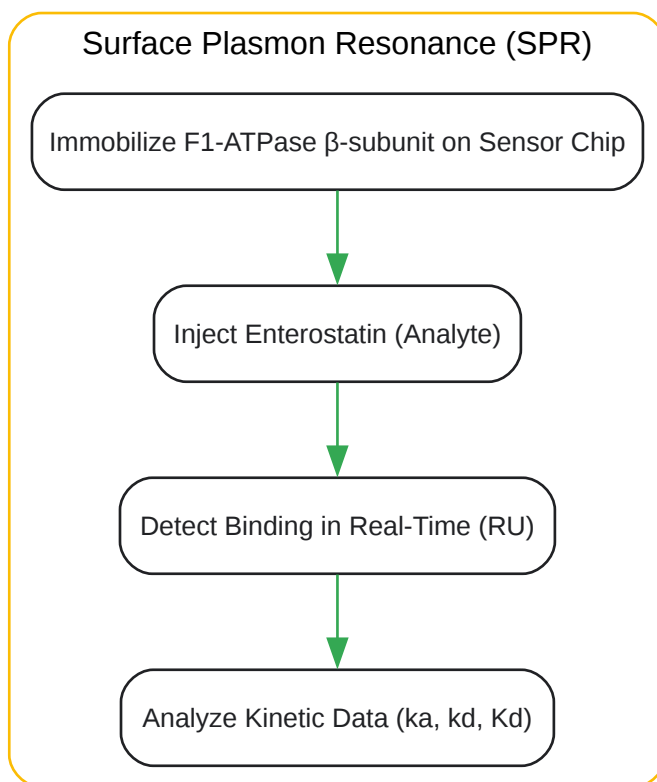 Surface Plasmon Resonance (SPR)
Immobilize F1-ATPase β-subunit on Sensor Chip
Inject Enterostatin (Analyte)
Detect Binding in Real-Time (RU)
Analyze Kinetic Data (ka, kd, Kd)